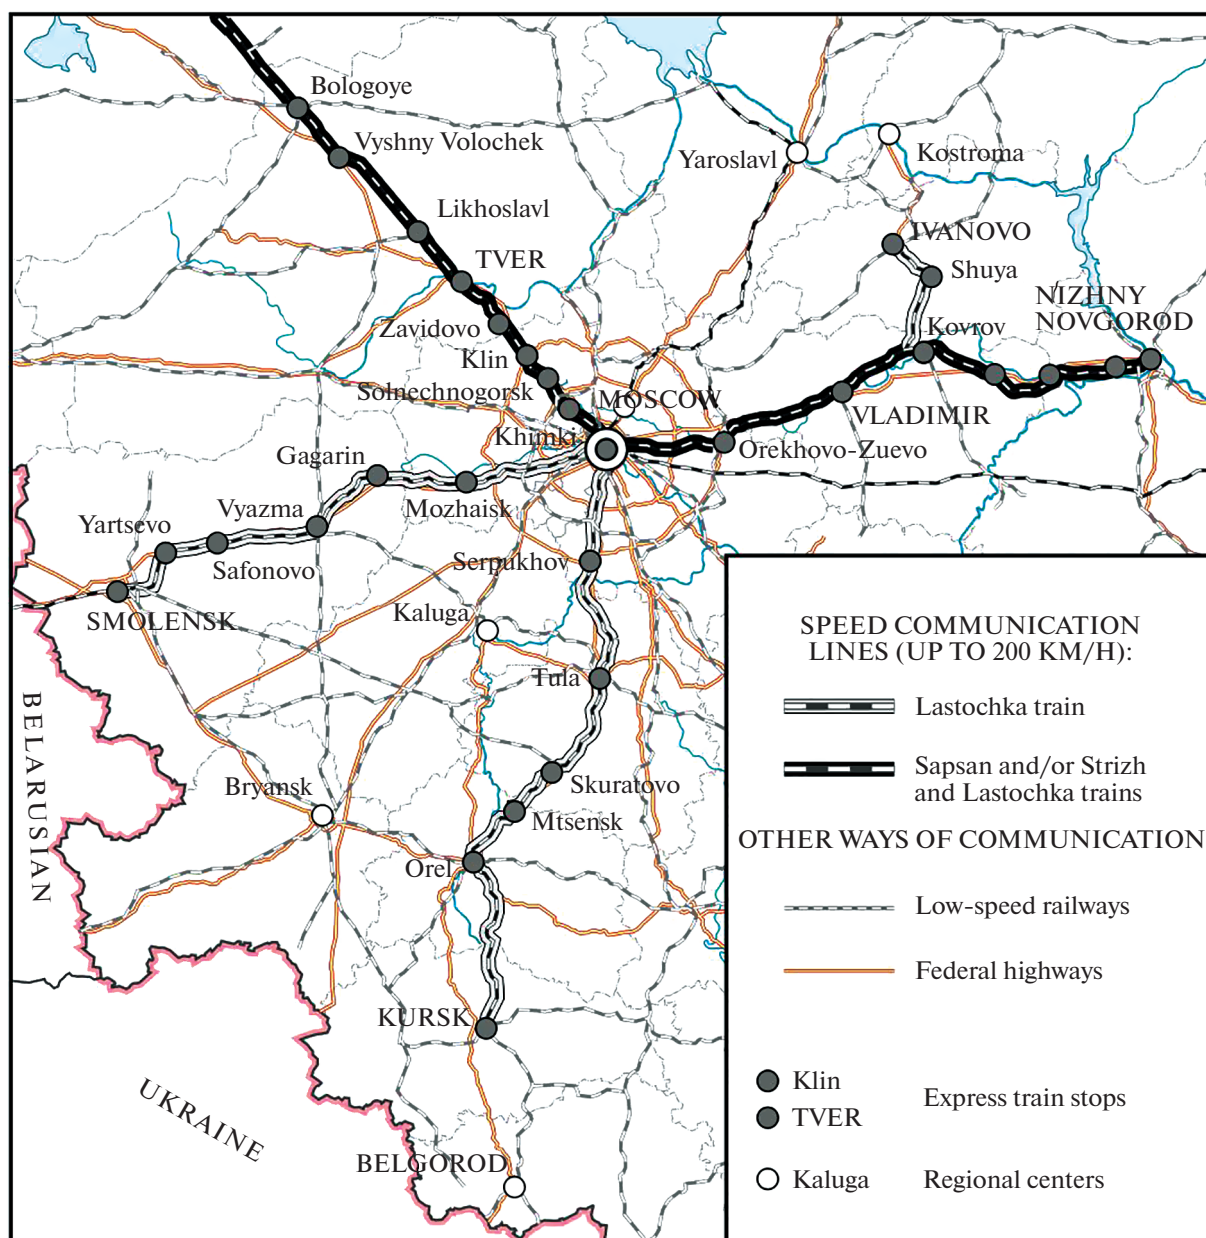 Bologoye
Vyshny Volochek
Yaroslavl
Kostroma
Likhoslavl
IVANOVO
TVER
Shuya
NIZHNY
NOVGOROD
Zavidovo
Kovrov
Klin
Solnechnogorsk
MOSCOW
VLADIMIR
Khimki
Orekhovo-Zuevo
Gagarin
Mozhaisk
Vyazma
Yartsevo
Safonovo
Serpukhov
SMOLENSK
Kaluga
Tula
BELARUSIAN
Bryansk
Skuratovo
Mtsensk
Orel
KURSK
UKRAINE
BELGOROD
SPEED COMMUNICATION
LINES (UP TO 200 KM/H):
Lastochka train
Sapsan and/or Strizh
and Lastochka trains
OTHER WAYS OF COMMUNICATION
Low-speed railways
Federal highways
Klin
TVER
Express train stops
Kaluga
Regional centers